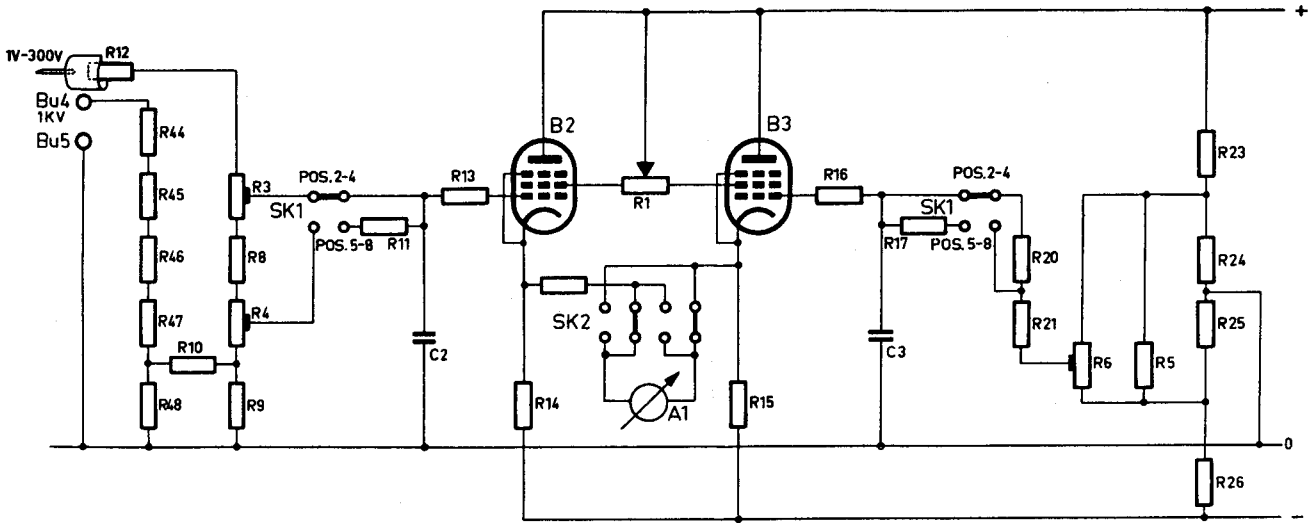 +
1V-300V
R12
Bu4
1KV
Bu5
R44
R45
R46
R47
R48
R10
R3
R8
R4
R9
POS.2-4
SK1
POS.5-8
R11
C2
R13
B2
R1
B3
R16
R14
SK2
A1
R15
C3
R17
POS.2-4
SK1
POS.5-8
R20
R21
R6
R5
R23
R24
R25
0
R26
-